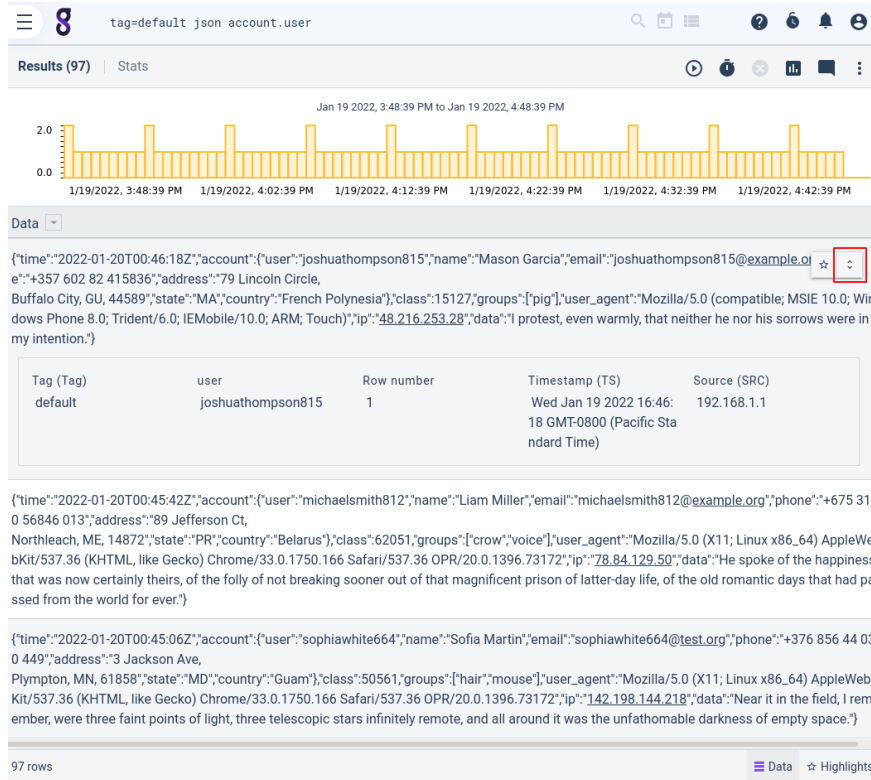 tag=default json account.user
Results (97) | Stats
Jan 19 2022, 3:48:39 PM to Jan 19 2022, 4:48:39 PM
2.0
0.0
1/19/2022, 3:48:39 PM 1/19/2022, 4:02:39 PM 1/19/2022, 4:12:39 PM 1/19/2022, 4:22:39 PM 1/19/2022, 4:32:39 PM 1/19/2022, 4:42:39 PM
Data
{"time":"2022-01-20T00:46:18Z","account":{"user":"joshuathompson815","name":"Mason Garcia","email":"joshuathompson815@example.or
e":"+357 602 82 415836","address":"79 Lincoln Circle,
Buffalo City, GU, 44589","state":"MA","country":"French Polynesia"},"class":15127,"groups":["pig"],"user_agent":"Mozilla/5.0 (compatible; MSIE 10.0; Win
dows Phone 8.0; Trident/6.0; IEMobile/10.0; ARM; Touch)","ip":"48.216.253.28","data":"I protest, even warmly, that neither he nor his sorrows were in
my intention."}
Tag (Tag) user Row number Timestamp (TS) Source (SRC)
default joshuathompson815 1 Wed Jan 19 2022 16:46: 192.168.1.1
18 GMT-0800 (Pacific Sta
ndard Time)
{"time":"2022-01-20T00:45:42Z","account":{"user":"michaelsmith812","name":"Liam Miller","email":"michaelsmith812@example.org","phone":"+675 31
0 56846 013","address":"89 Jefferson Ct,
Northleach, ME, 14872","state":"PR","country":"Belarus"},"class":62051,"groups":["crow","voice"],"user_agent":"Mozilla/5.0 (X11; Linux x86_64) AppleWe
bKit/537.36 (KHTML, like Gecko) Chrome/33.0.1750.166 Safari/537.36 OPR/20.0.1396.73172","ip":"78.84.129.50","data":"He spoke of the happiness
that was now certainly theirs, of the folly of not breaking sooner out of that magnificent prison of latter-day life, of the old romantic days that had pa
ssed from the world for ever."}
{"time":"2022-01-20T00:45:06Z","account":{"user":"sophiawhite664","name":"Sofia Martin","email":"sophiawhite664@test.org","phone":"+376 856 44 03
0 449","address":"3 Jackson Ave,
Plympton, MN, 61858","state":"MD","country":"Guam"},"class":50561,"groups":["hair","mouse"],"user_agent":"Mozilla/5.0 (X11; Linux x86_64) AppleWeb
Kit/537.36 (KHTML, like Gecko) Chrome/33.0.1750.166 Safari/537.36 OPR/20.0.1396.73172","ip":"142.198.144.218","data":"Near it in the field, I rem
ember, were three faint points of light, three telescopic stars infinitely remote, and all around it was the unfathomable darkness of empty space."}
97 rows Data Highlights